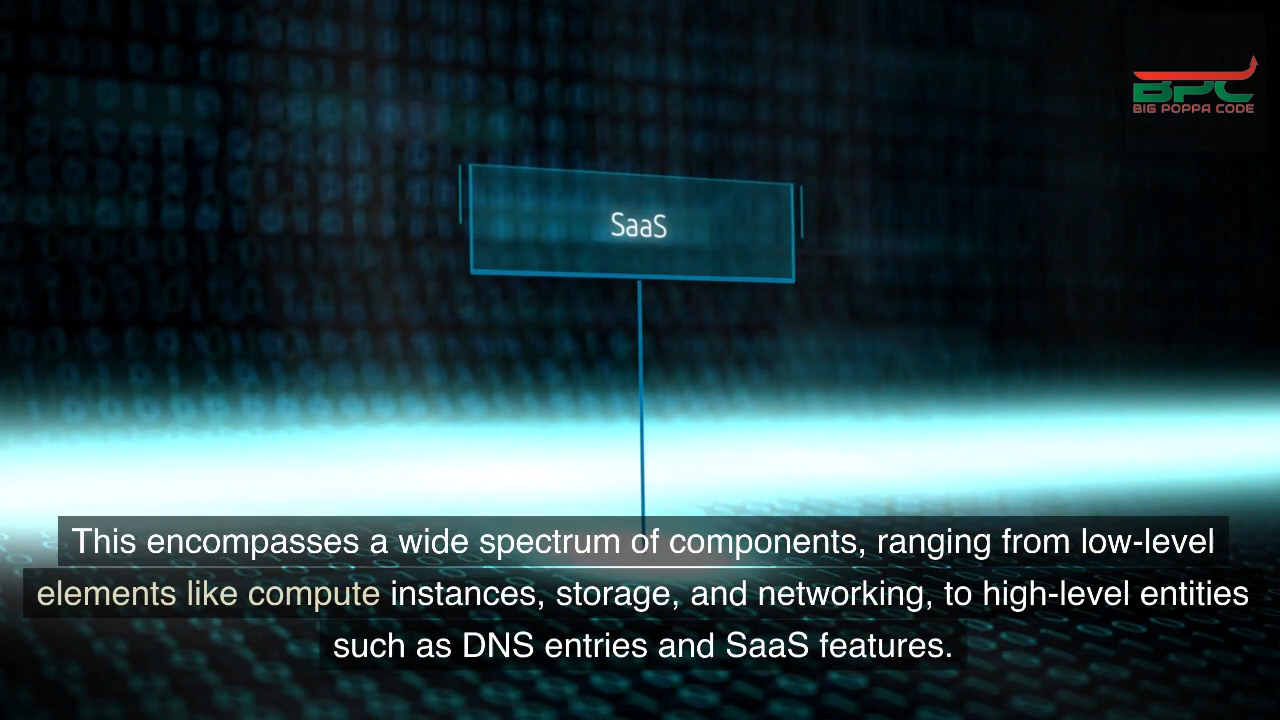 BPC
BIG POPPA CODE
SaaS
This encompasses a wide spectrum of components, ranging from low-level
elements like compute instances, storage, and networking, to high-level entities
such as DNS entries and SaaS features.